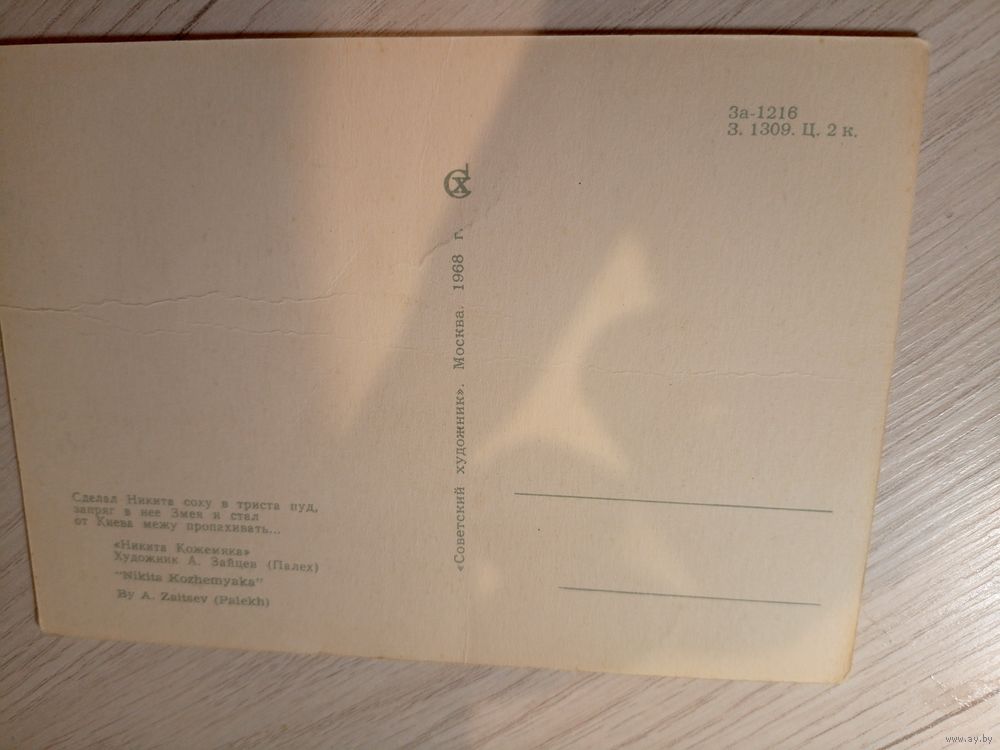 За-1216
З. 1309. Ц. 2 к.
СХ
«Советский художник». Москва. 1968 г.
Сделал Никита соху в триста пуд,
запряг в нее Змея и стал
от Киева межу пропахивать...
«Никита Кожемяка»
Художник А. Зайцев (Палех)
"Nikita Kozhemyaka"
By A. Zaitsev (Palekh)
www.ay.by